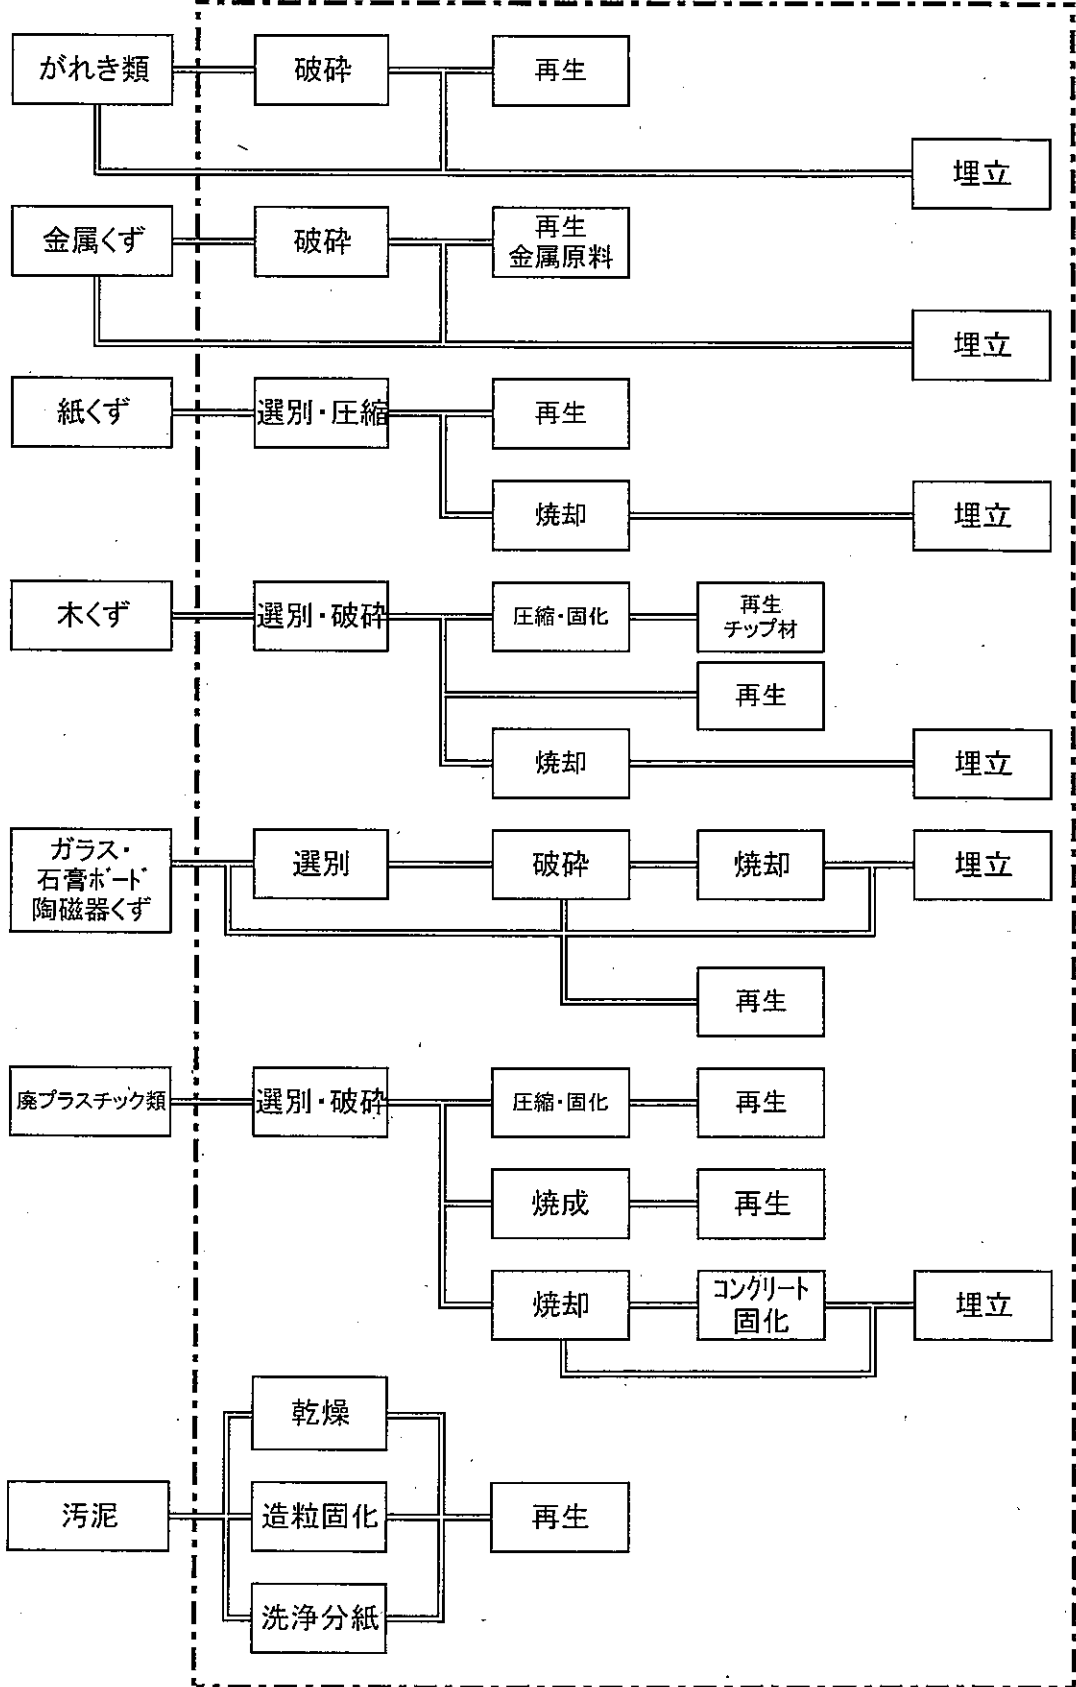 がれき類
破砕
再生
埋立
金属くず
破砕
再生
金属原料
埋立
紙くず
選別・圧縮
再生
焼却
埋立
木くず
選別・破砕
圧縮・固化
再生
チップ材
再生
焼却
埋立
ガラス・
石膏ボード
陶磁器くず
選別
破砕
焼却
埋立
再生
廃プラスチック類
選別・破砕
圧縮・固化
再生
焼成
再生
焼却
コンクリート
固化
埋立
乾燥
汚泥
造粒固化
再生
洗浄分紙